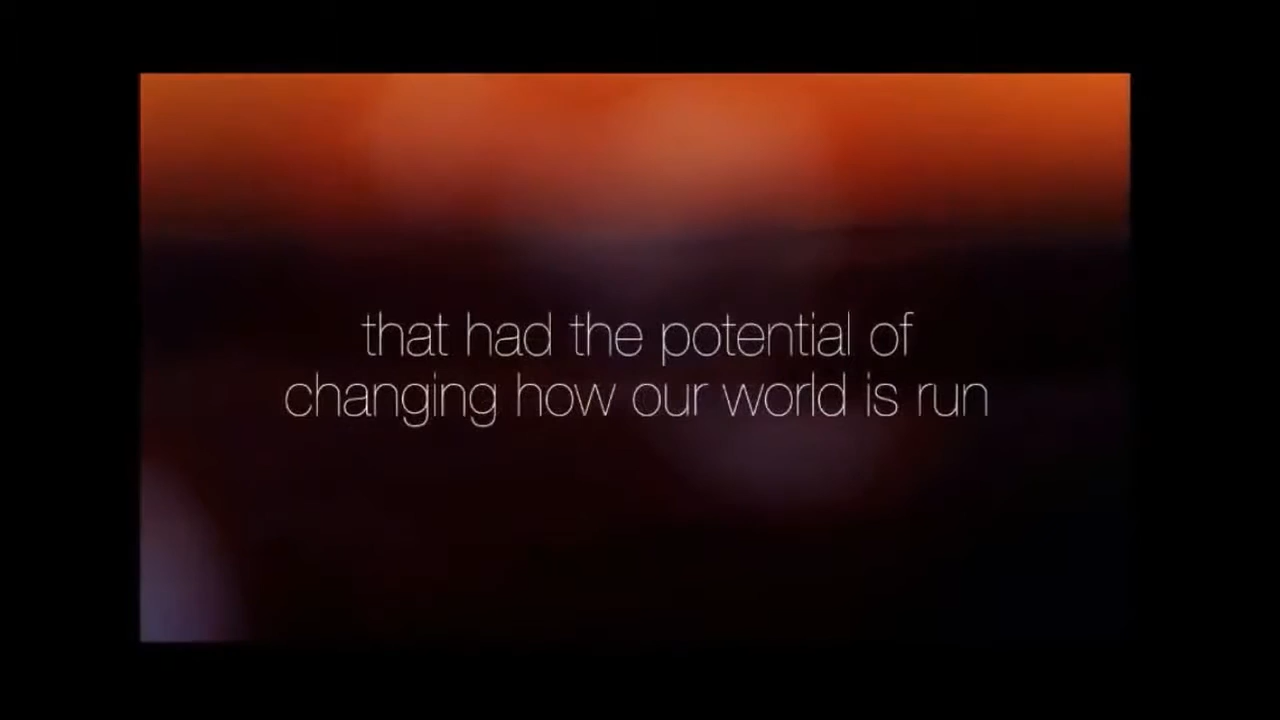 that had the potential of
changing how our world is run